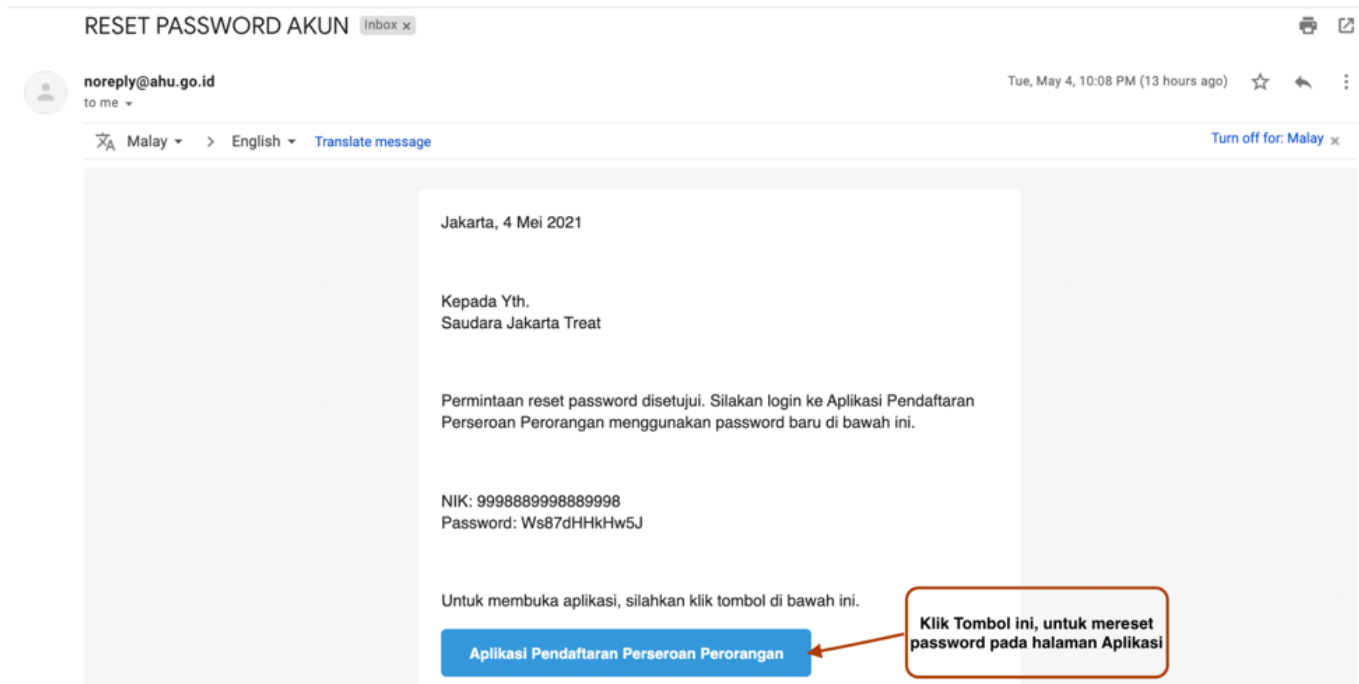 RESET PASSWORD AKUN Inbox x
noreply@ahu.go.id
Tue, May 4, 10:08 PM (13 hours ago)
to me
Malay > English Translate message
Turn off for: Malay x
Jakarta, 4 Mei 2021
Kepada Yth.
Saudara Jakarta Treat
Permintaan reset password disetujui. Silakan login ke Aplikasi Pendaftaran
Perseroan Perorangan menggunakan password baru di bawah ini.
NIK: 9998889998889998
Password: Ws87dHHkHw5J
Untuk membuka aplikasi, silahkan klik tombol di bawah ini.
Aplikasi Pendaftaran Perseroan Perorangan
Klik Tombol ini, untuk mereset
password pada halaman Aplikasi